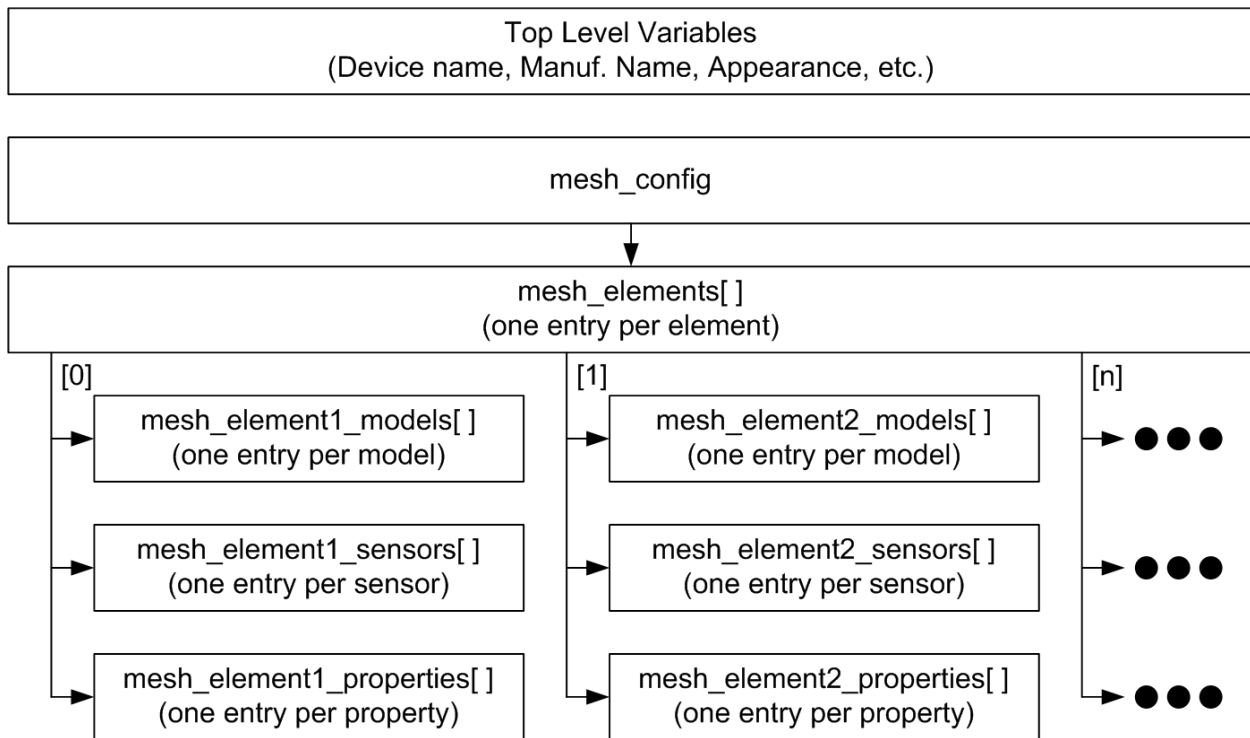 Top Level Variables
(Device name, Manuf. Name, Appearance, etc.)
mesh_config
mesh_elements[ ]
(one entry per element)
[0]
[1]
[n]
mesh_element1_models[ ]
(one entry per model)
mesh_element2_models[ ]
(one entry per model)
mesh_element1_sensors[ ]
(one entry per sensor)
mesh_element2_sensors[ ]
(one entry per sensor)
mesh_element1_properties[ ]
(one entry per property)
mesh_element2_properties[ ]
(one entry per property)